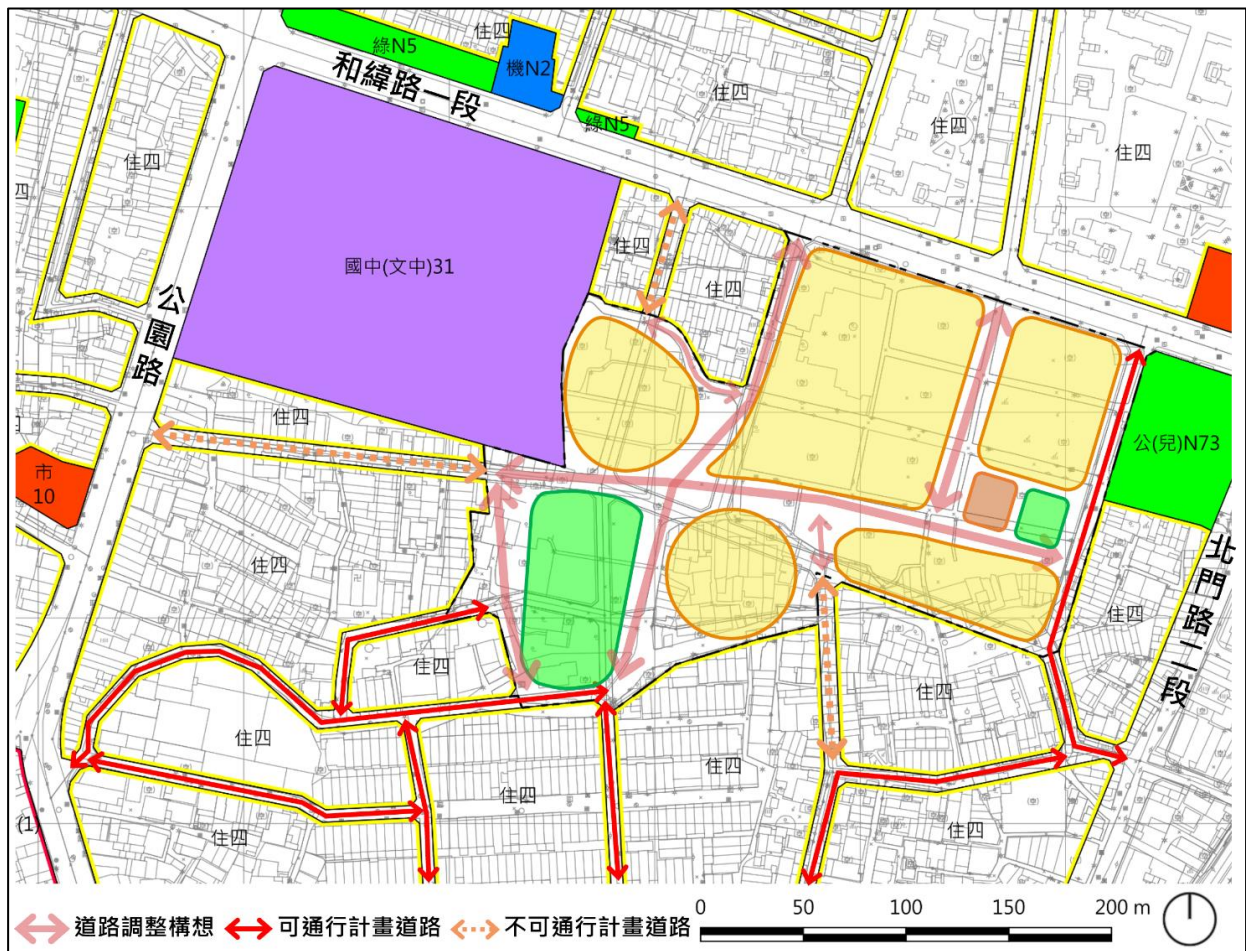 住四
綠N5
機N2
和緯路一段
綠N5
住四
住四
住四
住四
四
國中(文中)31
住四
住四
公園路
住四
公(兒)N73
市
10
住四
住四
住四
北門路二段
住四
住四
住四
住四
住四
住四
住四
(1)
道路調整構想
可通行計畫道路
不可通行計畫道路
0 50 100 150 200 m